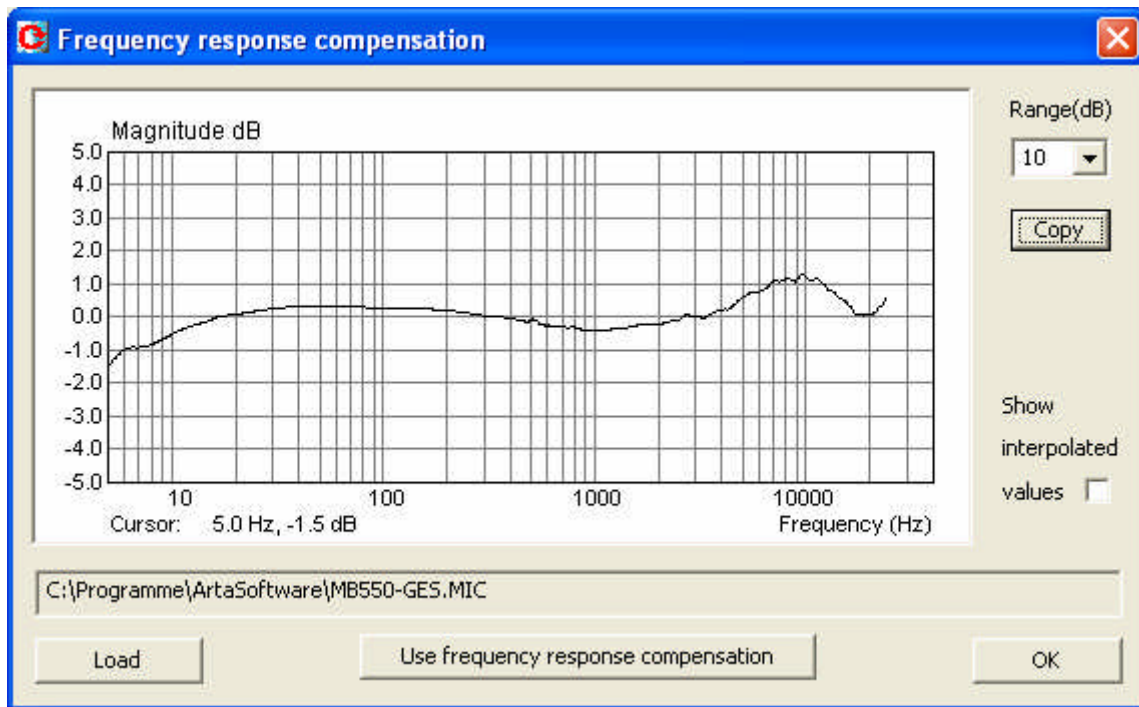 Frequency response compensation
Magnitude dB
5.0
4.0
3.0
2.0
1.0
0.0
-1.0
-2.0
-3.0
-4.0
-5.0
10 100 1000 10000
Cursor: 5.0 Hz, -1.5 dB Frequency (Hz)
Range(dB)
10
Copy
Show
interpolated
values
C:\Programme\ArtaSoftware\MB550-GES.MIC
Load Use frequency response compensation OK